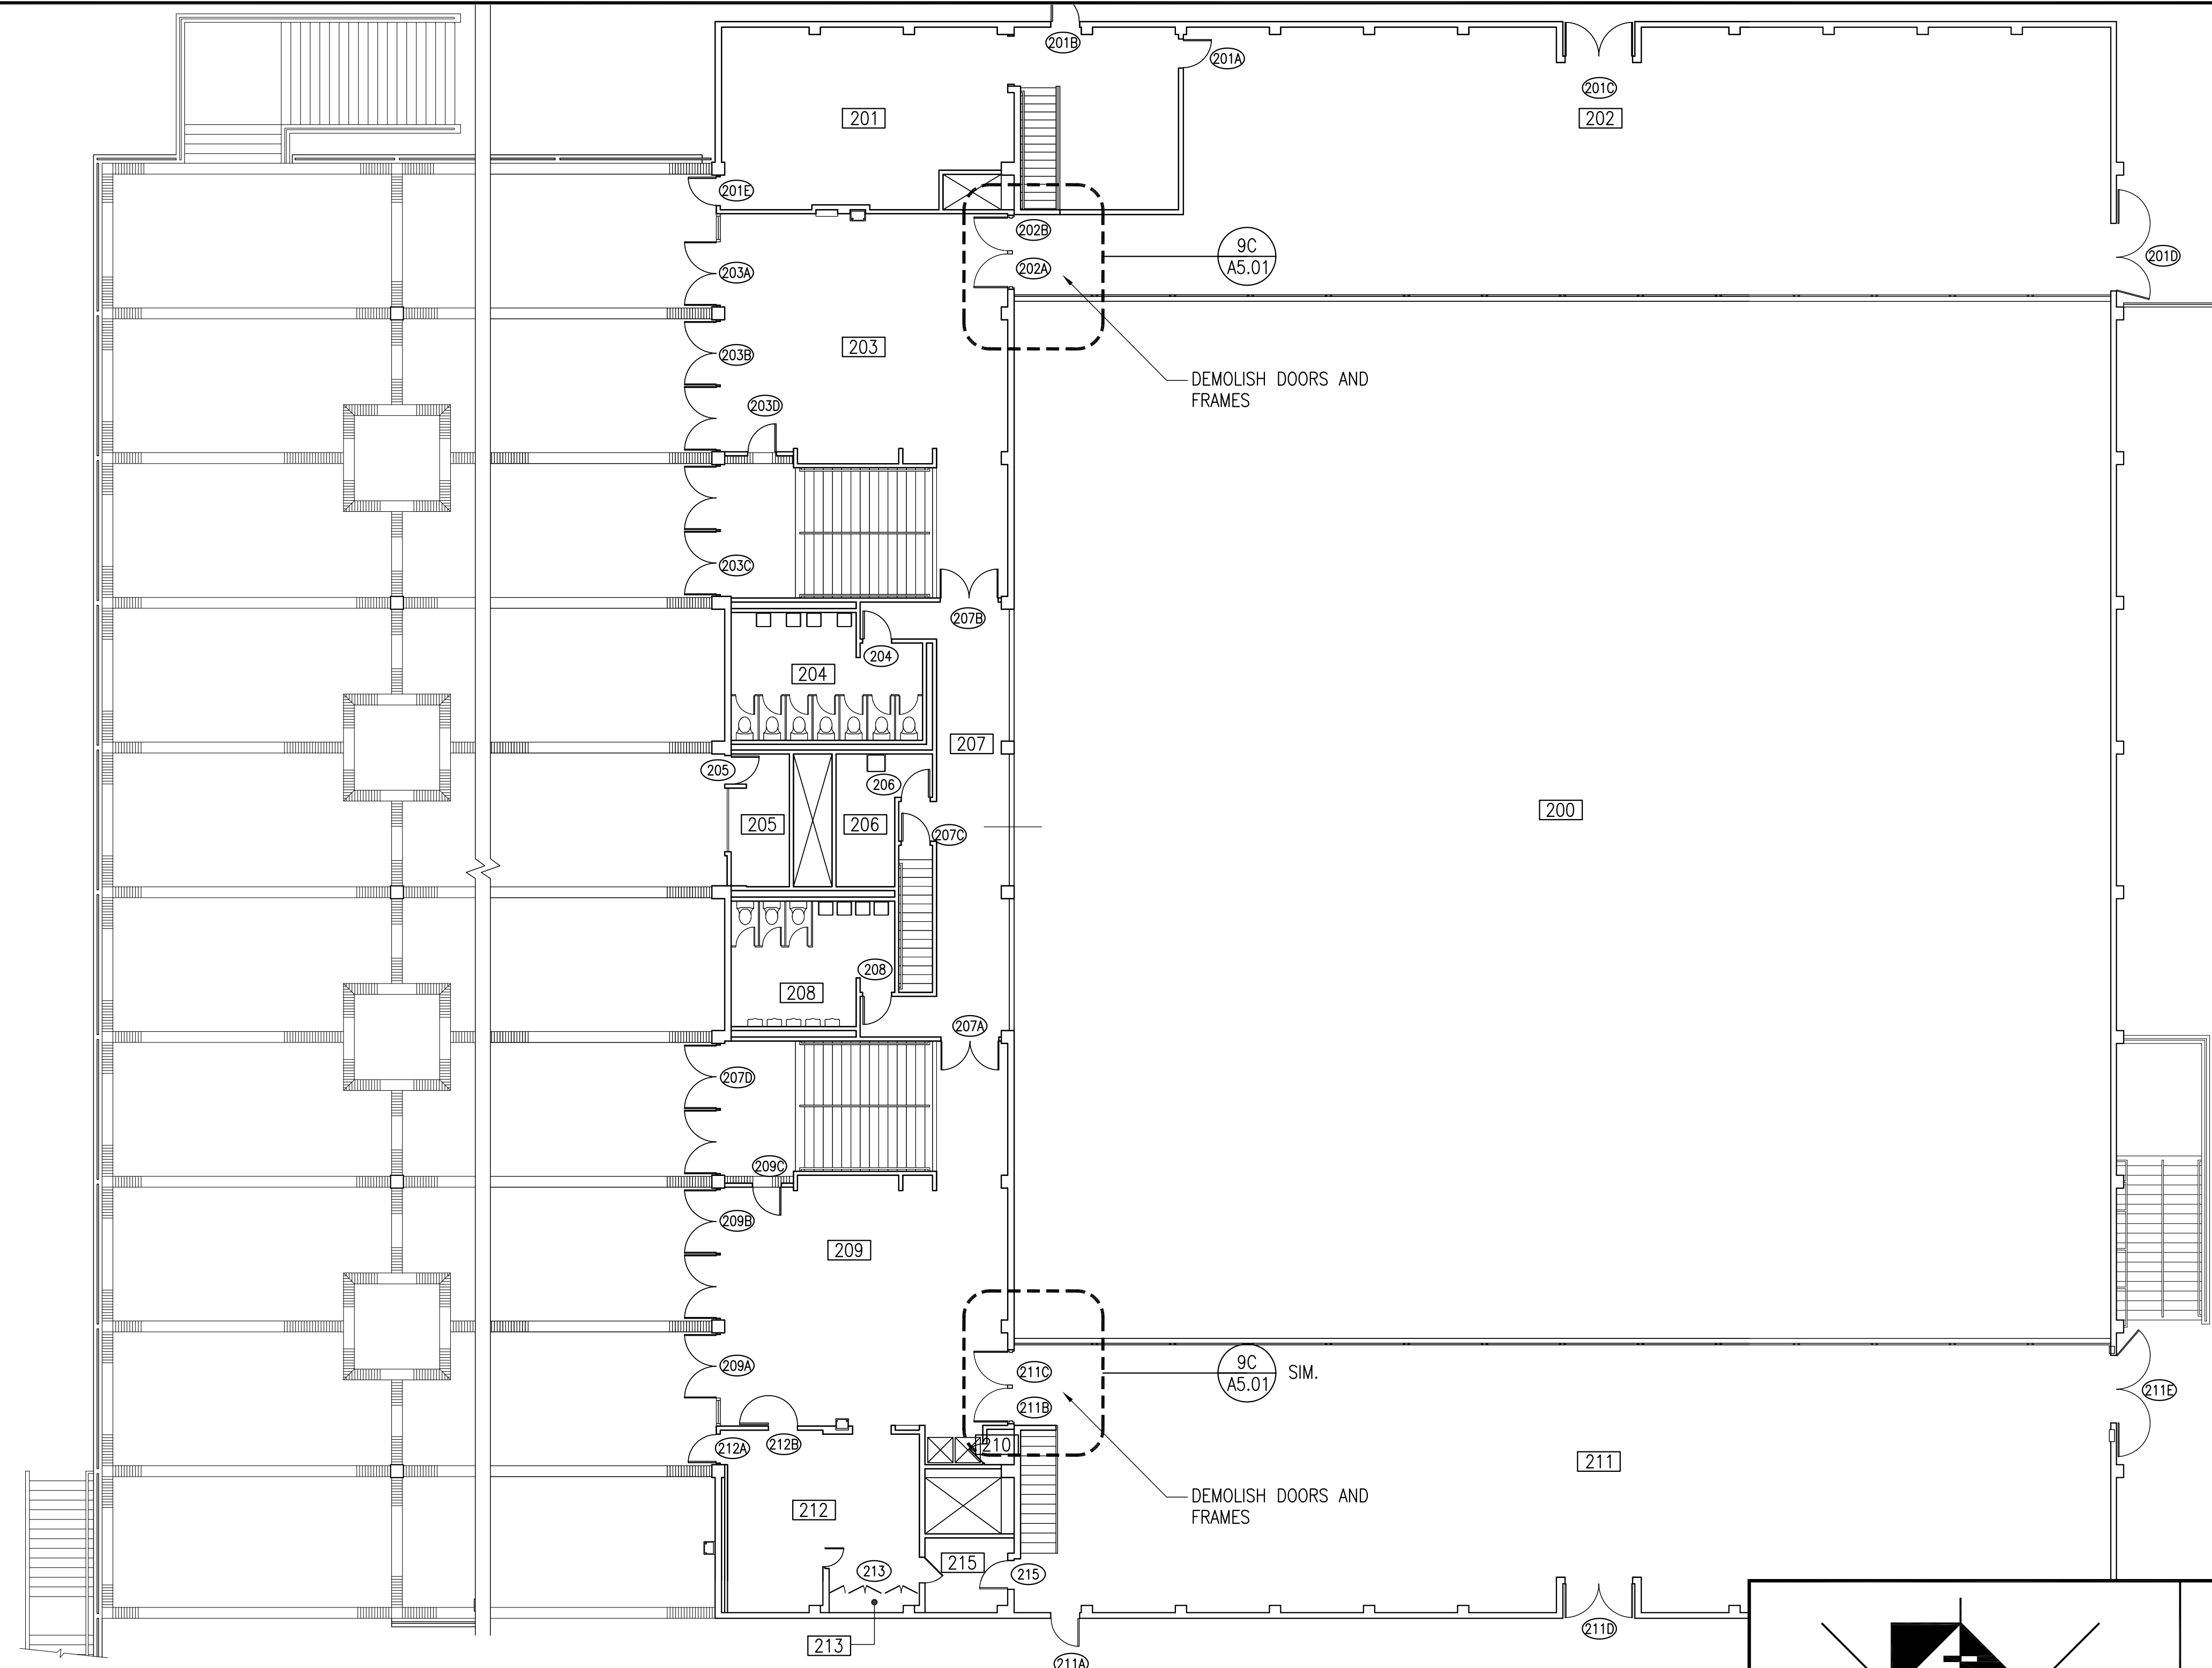 201B
201A
201C
201
202
201E
202B
9C
A5.01
201D
202A
203A
203
203B
DEMOLISH DOORS AND
FRAMES
203D
203C
207B
204
204
207
205
206
200
205
206
207C
208
208
207A
207D
209C
209B
209
209A
211C
9C
A5.01
SIM.
211E
211B
212A
212B
210
211
DEMOLISH DOORS AND
FRAMES
212
215
213
215
211D
213
211A